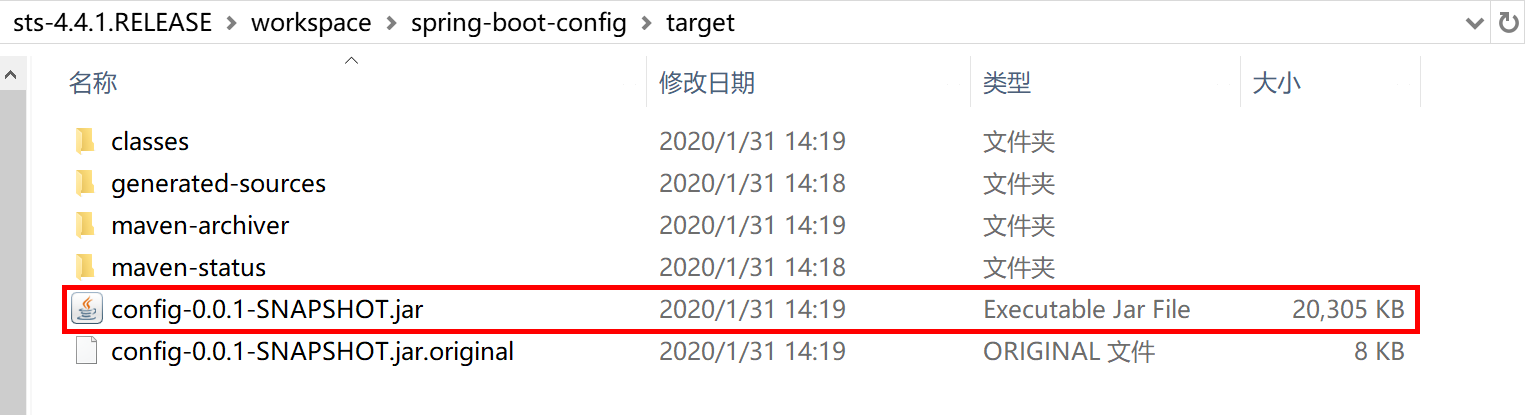 sts-4.4.1.RELEASE > workspace > spring-boot-config > target
名称 修改日期 类型 大小
classes 2020/1/31 14:19 文件夹
generated-sources 2020/1/31 14:18 文件夹
maven-archiver 2020/1/31 14:19 文件夹
maven-status 2020/1/31 14:18 文件夹
config-0.0.1-SNAPSHOT.jar 2020/1/31 14:19 Executable Jar File 20,305 KB
config-0.0.1-SNAPSHOT.jar.original 2020/1/31 14:19 ORIGINAL 文件 8 KB